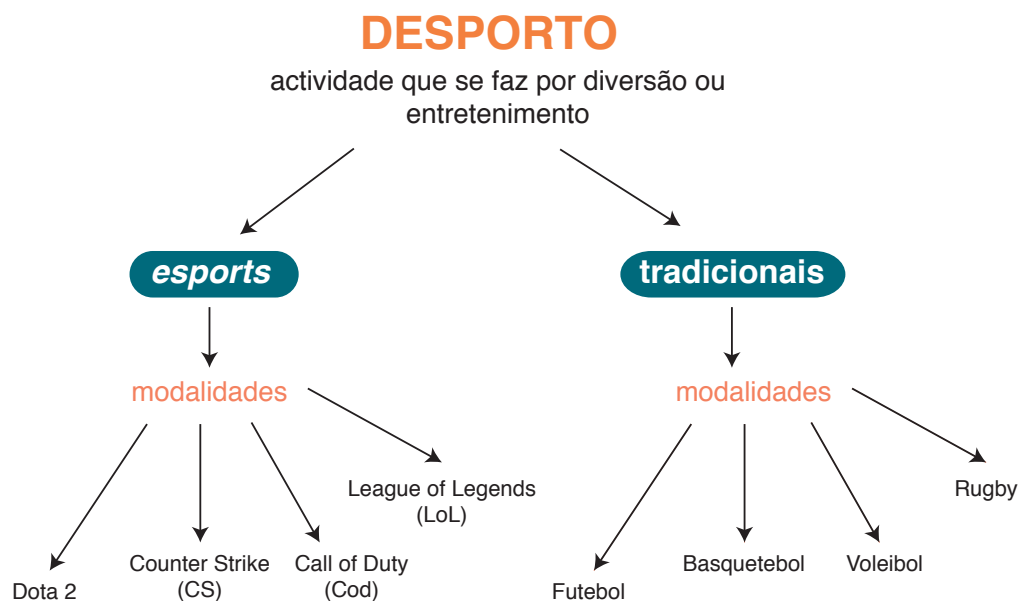 DESPORTO
actividade que se faz por diversão ou
entretenimento
esports
tradicionais
modalidades
modalidades
League of Legends
(LoL)
Rugby
Dota 2
Counter Strike
(CS)
Call of Duty
(Cod)
Futebol
Basquetebol
Voleibol